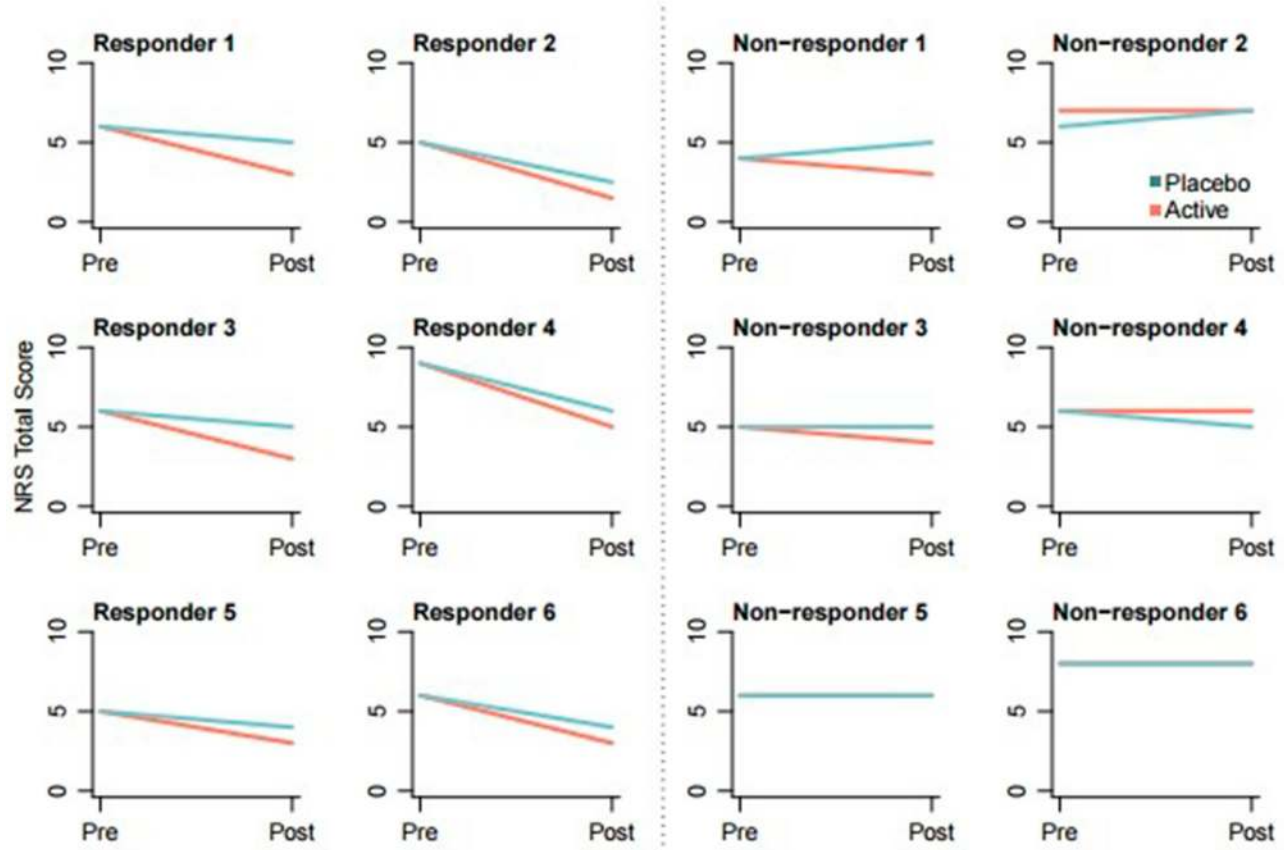 Responder 1
Responder 2
Non−responder 1
Non−responder 2
10
5
0
Pre
Post
10
5
0
Pre
Post
10
5
0
Pre
Post
10
5
0
Placebo
Active
Pre
Post
NRS Total Score
Responder 3
Responder 4
Non−responder 3
Non−responder 4
10
5
0
Pre
Post
10
5
0
Pre
Post
10
5
0
Pre
Post
10
5
0
Pre
Post
Responder 5
Responder 6
Non−responder 5
Non−responder 6
10
5
0
Pre
Post
10
5
0
Pre
Post
10
5
0
Pre
Post
10
5
0
Pre
Post